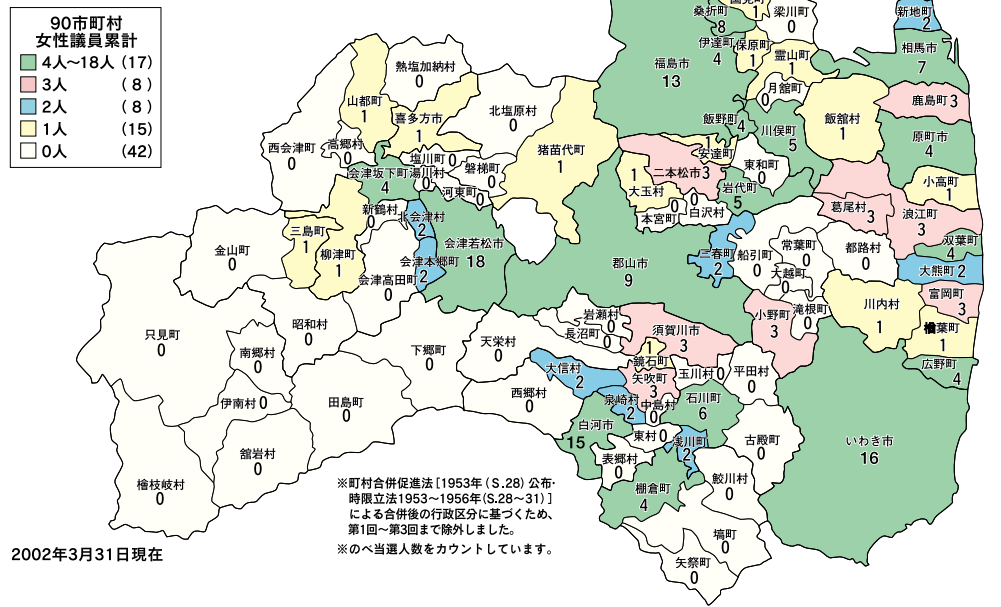 90市町村
女性議員累計
4人〜18人 (17)
3人 (8)
2人 (8)
1人 (15)
0人 (42)
桑折町
8
1
梁川町
0
新地町
2
伊達町
4
保原町
1
霊山町
1
相馬市
7
福島市
13
月舘町
0
鹿島町3
飯野町
4
川俣町
5
飯舘村
1
原町市
4
熱塩加納村
0
山都町
1
喜多方市
1
北塩原村
0
猪苗代町
1
西会津町
0
高郷村
0
塩川町0
会津坂下町
4
湯川村
0
磐梯町
0
河東町0
安達町
1
二本松市3
東和町
0
大玉村
1
岩代町
5
本宮町
0
白沢村
0
小高町
1
葛尾村
3
浪江町
3
双葉町
4
大熊町2
富岡町
3
楢葉町
1
広野町
4
新鶴村
0
北会津村
2
三島町
1
柳津町
1
会津若松市
18
会津本郷町
2
会津高田町
0
金山町
0
郡山市
9
三春町
2
船引町
0
常葉町
0
都路村
0
大越町
0
滝根町
0
小野町
3
川内村
1
只見町
0
昭和村
0
南郷村
0
伊南村0
田島町
0
下郷町
0
舘岩村
0
檜枝岐村
0
天栄村
0
岩瀬村
0
長沼町
0
須賀川市
3
鏡石町
1
大信村
2
矢吹町
3
玉川村0
平田村
0
西郷村
0
泉崎村
2
中島村
0
石川町
6
白河市
15
東村0
浅川町
2
古殿町
0
いわき市
16
表郷村
0
棚倉町
4
鮫川村
0
塙町
0
矢祭町
0
※町村合併促進法[1953年(S.28)公布・
時限立法1953〜1956年(S.28〜31)]
による合併後の行政区分に基づくため、
第1回〜第3回まで除外しました。
※のべ当選人数をカウントしています。
2002年3月31日現在